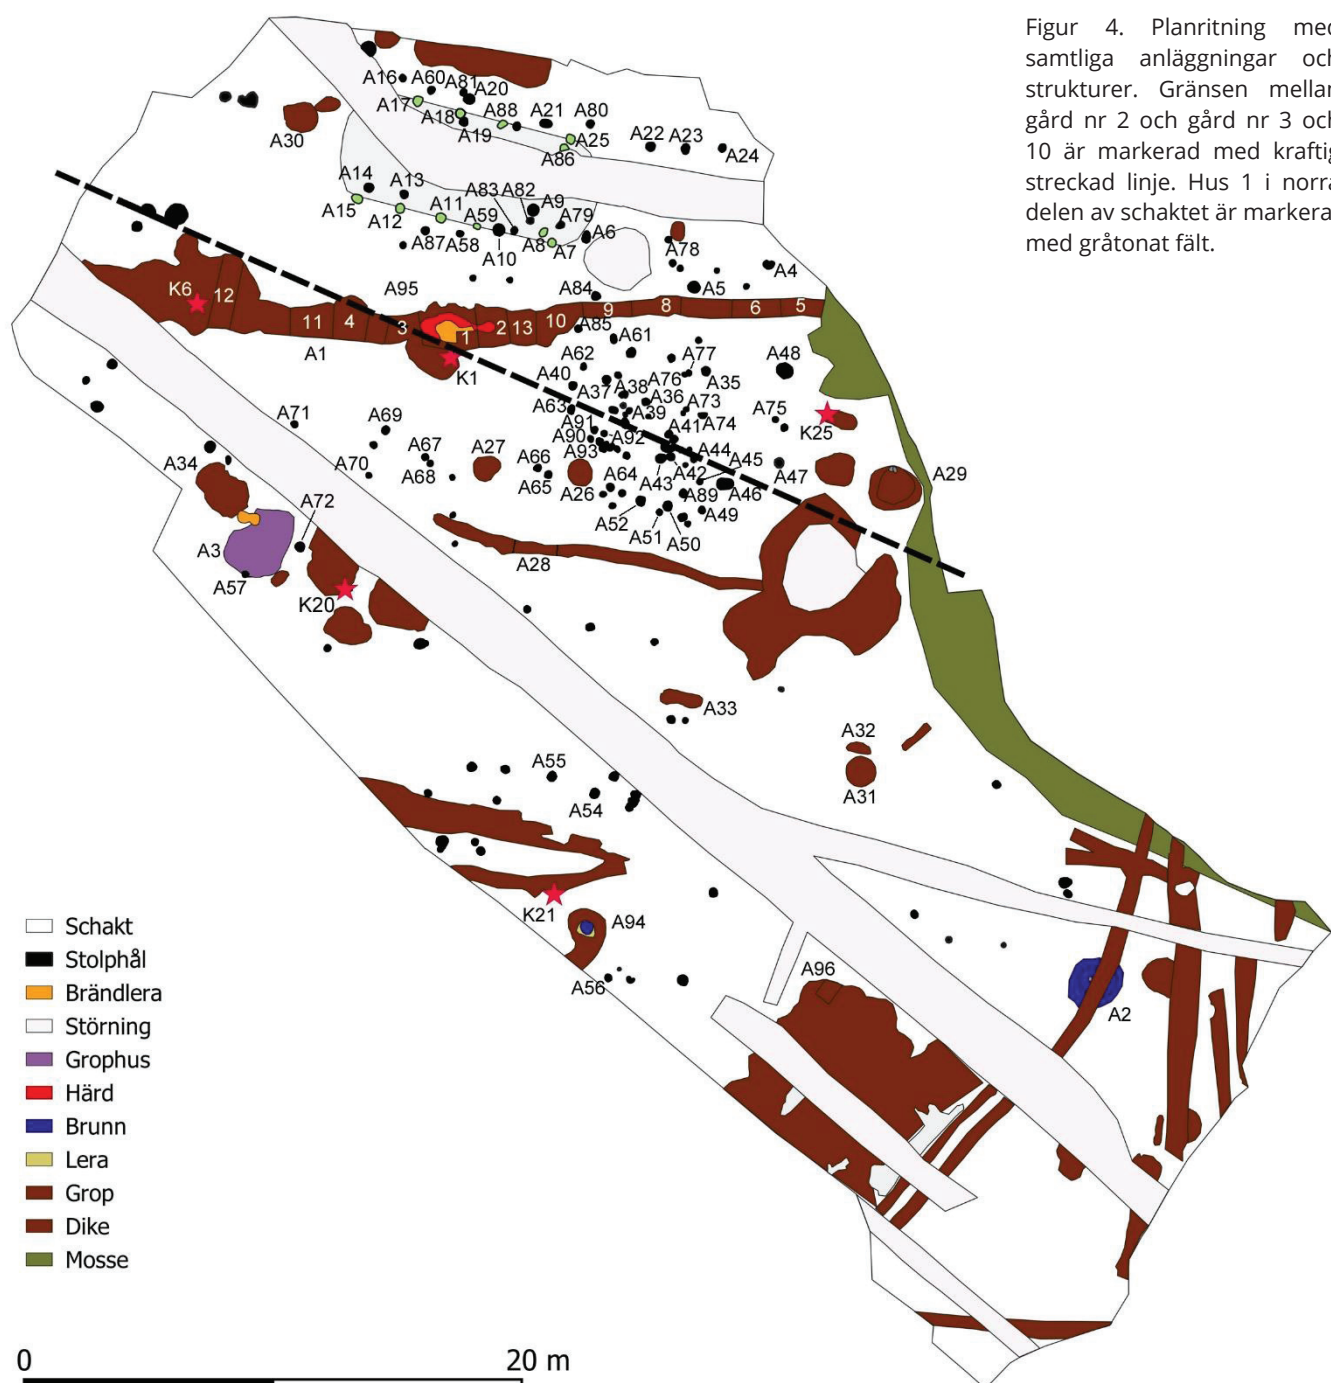 Figur 4. Planritning med
samtliga anläggningar och
strukturer. Gränsen mellan
gård nr 2 och gård nr 3 och
10 är markerad med kraftig
streckad linje. Hus 1 i norra
delen av schaktet är markera
med gråtonat fält.
A16 A60 A81 A20
A17 A88 A21 A80
A18
A19 A25 A22 A23
A30 A86 A24
A14 A13 A83 A82
A15 A12 A11 A59 A9 A79
A87 A58 A10 A8 A7 A6 A78
A4
K6 12 A95 A84 A5
11 4 3 1 2 13 10 9 8 6 5
A1 K1 A85 A61
A62 A77 A48
A40 A37 A38 A76 A35
A36
A63 A39 A73
A71 A69 A91 A41 A74 A75 K25
A90 A92
A34 A67 A27 A66 A93 A44 A45
A70 A68 A65 A64 A43 A42 A47 A29
A72 A26 A89 A46
A52 A51 A49
A3 A28 A50
A57
K20
A33
A32
A55
A31
A54
K21 A94
A56 A96
A2
Schakt
Stolphål
Brändlera
Störning
Grophus
Härd
Brunn
Lera
Grop
Dike
Mosse
0 20 m